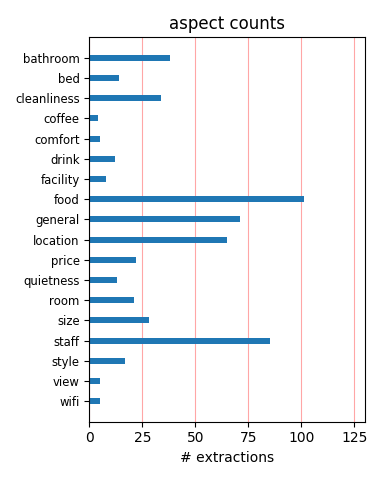 aspect counts
bathroom
bed
cleanliness
coffee
comfort
drink
facility
food
general
location
price
quietness
room
size
staff
style
view
wifi
0 25 50 75 100 125
# extractions